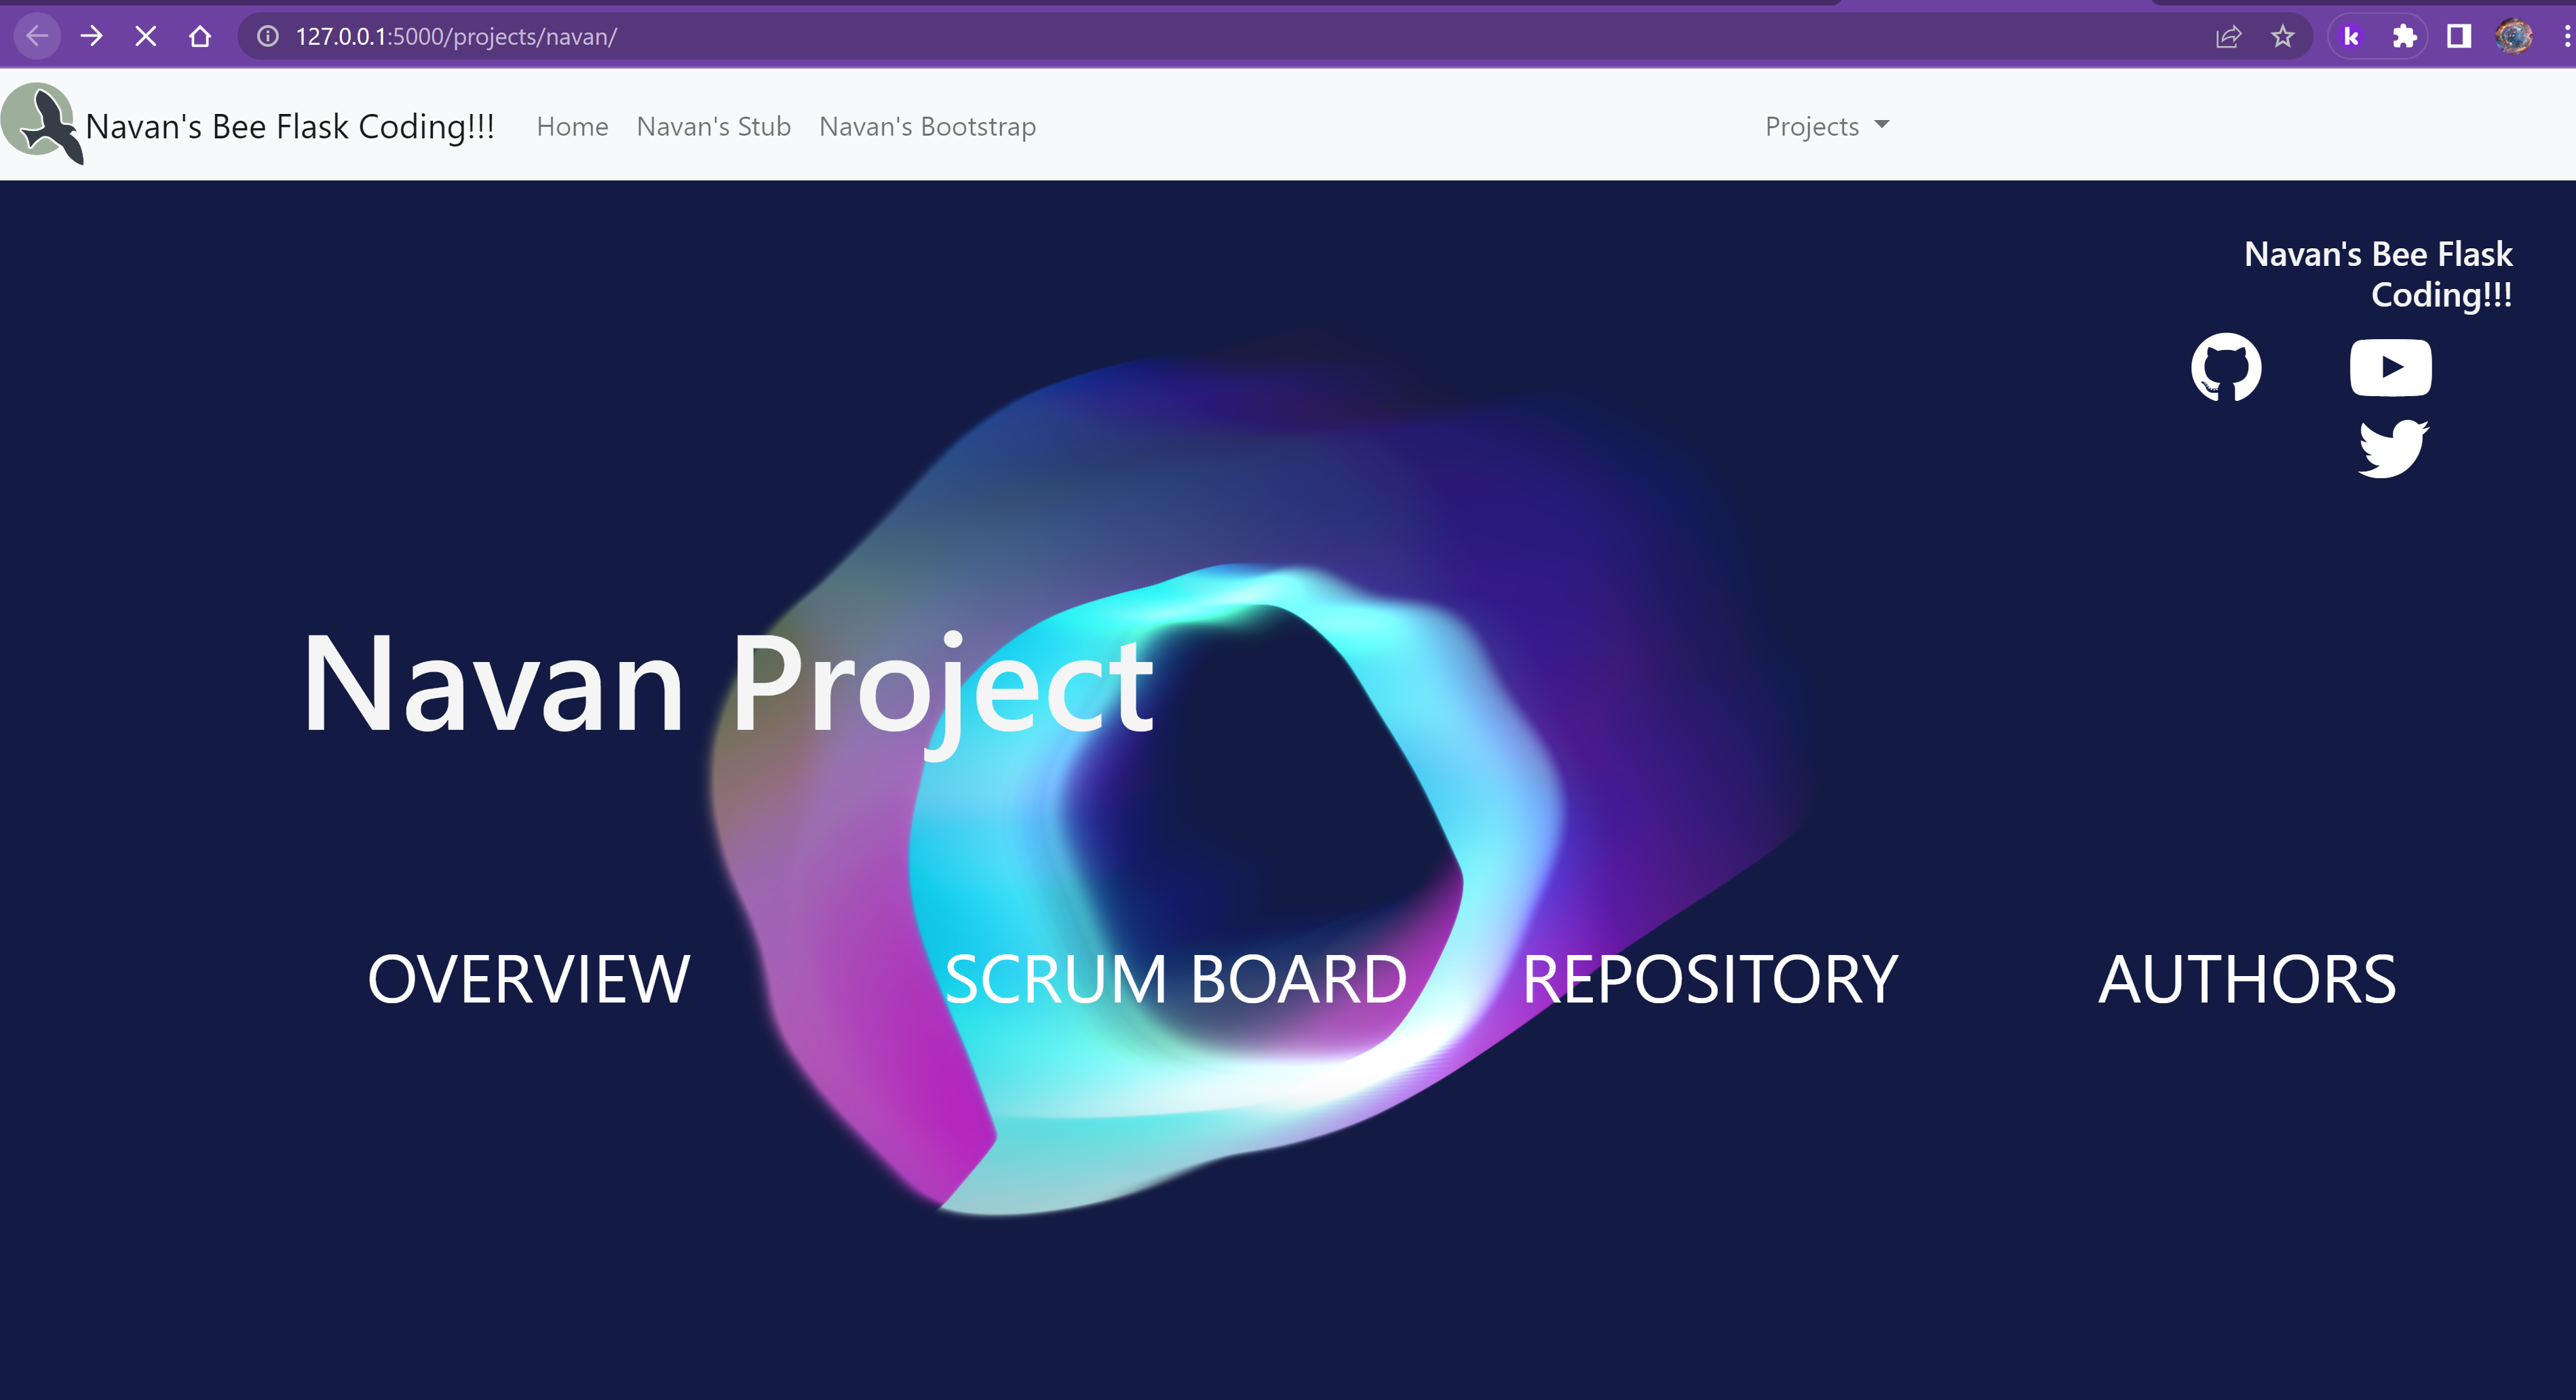 127.0.0.1:5000/projects/navan/
k
Navan's Bee Flask Coding!!! Home Navan's Stub Navan's Bootstrap Projects
Navan's Bee Flask
Coding!!!
Navan Project
OVERVIEW SCRUM BOARD REPOSITORY AUTHORS